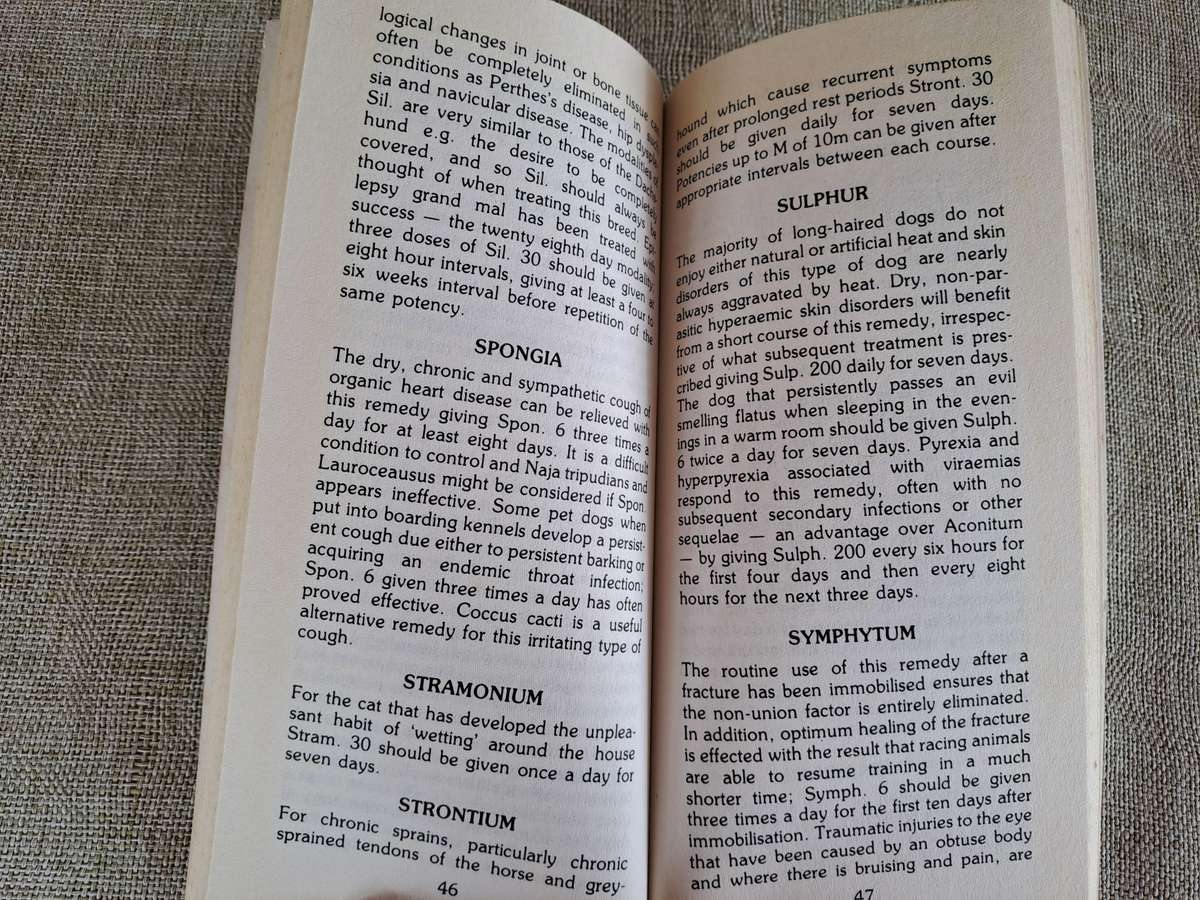 logical changes in joint or bone tissue can
often be completely eliminated in such
conditions as Perthes's disease, hip dyspla-
sia and navicular disease. The modalities of
Sil. are very similar to those of the Dachs-
hund e.g. the desire to be completely
covered, and so Sil. should always be
thought of when treating this breed. Epi-
lepsy grand mal has been treated with
success — the twenty eighth day modality
three doses of Sil. 30 should be given at
eight hour intervals, giving at least a four to
six weeks interval before repetition of the
same potency.
SPONGIA
The dry, chronic and sympathetic cough of
organic heart disease can be relieved with
this remedy giving Spon. 6 three times a
day for at least eight days. It is a difficult
condition to control and Naja tripudians and
Lauroceausus might be considered if Spon.
appears ineffective. Some pet dogs when
put into boarding kennels develop a persist-
ent cough due either to persistent barking or
acquiring an endemic throat infection;
Spon. 6 given three times a day has often
proved effective. Coccus cacti is a useful
alternative remedy for this irritating type of
cough.
STRAMONIUM
For the cat that has developed the unplea-
sant habit of 'wetting' around the house
Stram. 30 should be given once a day for
seven days.
STRONTIUM
For chronic sprains, particularly chronic
sprained tendons of the horse and grey-
46
hound which cause recurrent symptoms
even after prolonged rest periods Stront. 30
should be given daily for seven days.
Potencies up to M of 10m can be given after
appropriate intervals between each course.
SULPHUR
The majority of long-haired dogs do not
enjoy either natural or artificial heat and skin
disorders of this type of dog are nearly
always aggravated by heat. Dry, non-par-
asitic hyperaemic skin disorders will benefit
from a short course of this remedy, irrespec-
tive of what subsequent treatment is pres-
cribed giving Sulp. 200 daily for seven days.
The dog that persistently passes an evil
smelling flatus when sleeping in the even-
ings in a warm room should be given Sulph.
6 twice a day for seven days. Pyrexia and
hyperpyrexia associated with viraemias
respond to this remedy, often with no
subsequent secondary infections or other
sequelae — an advantage over Aconitum
— by giving Sulph. 200 every six hours for
the first four days and then every eight
hours for the next three days.
SYMPHYTUM
The routine use of this remedy after a
fracture has been immobilised ensures that
the non-union factor is entirely eliminated.
In addition, optimum healing of the fracture
is effected with the result that racing animals
are able to resume training in a much
shorter time; Symph. 6 should be given
three times a day for the first ten days after
immobilisation. Traumatic injuries to the eye
that have been caused by an obtuse body
and where there is bruising and pain, are
47